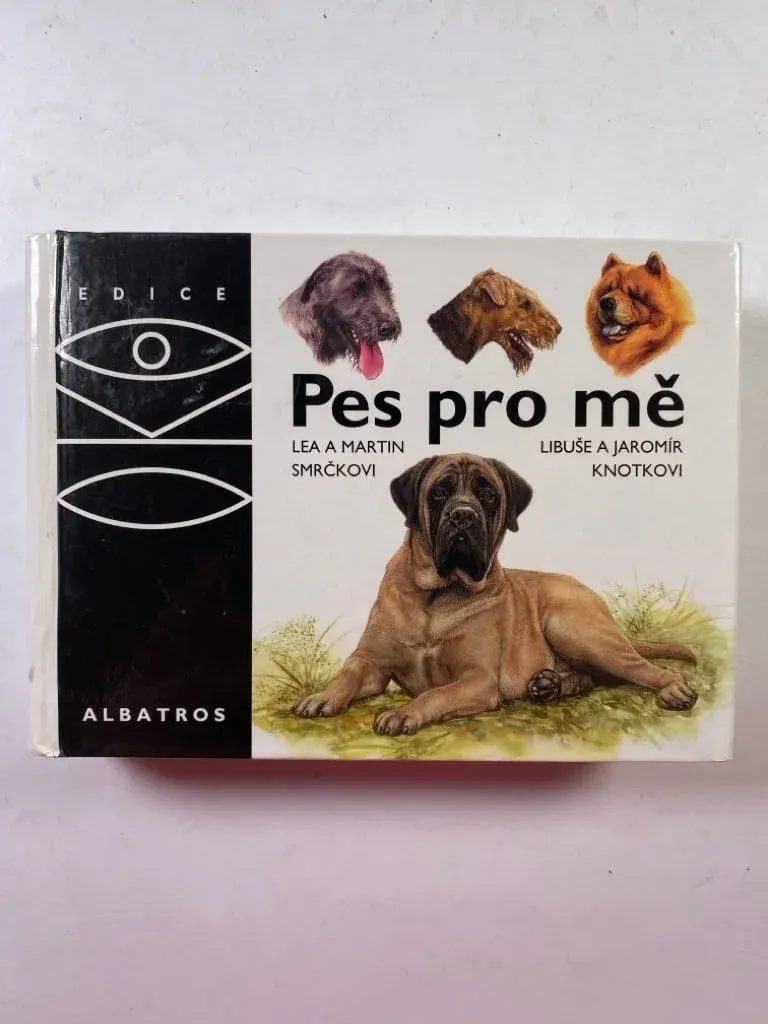 EDICE
Pes pro mě
LEA A MARTIN
SMRČKOVI
LIBUŠE A JAROMÍR
KNOTKOVI
ALBATROS